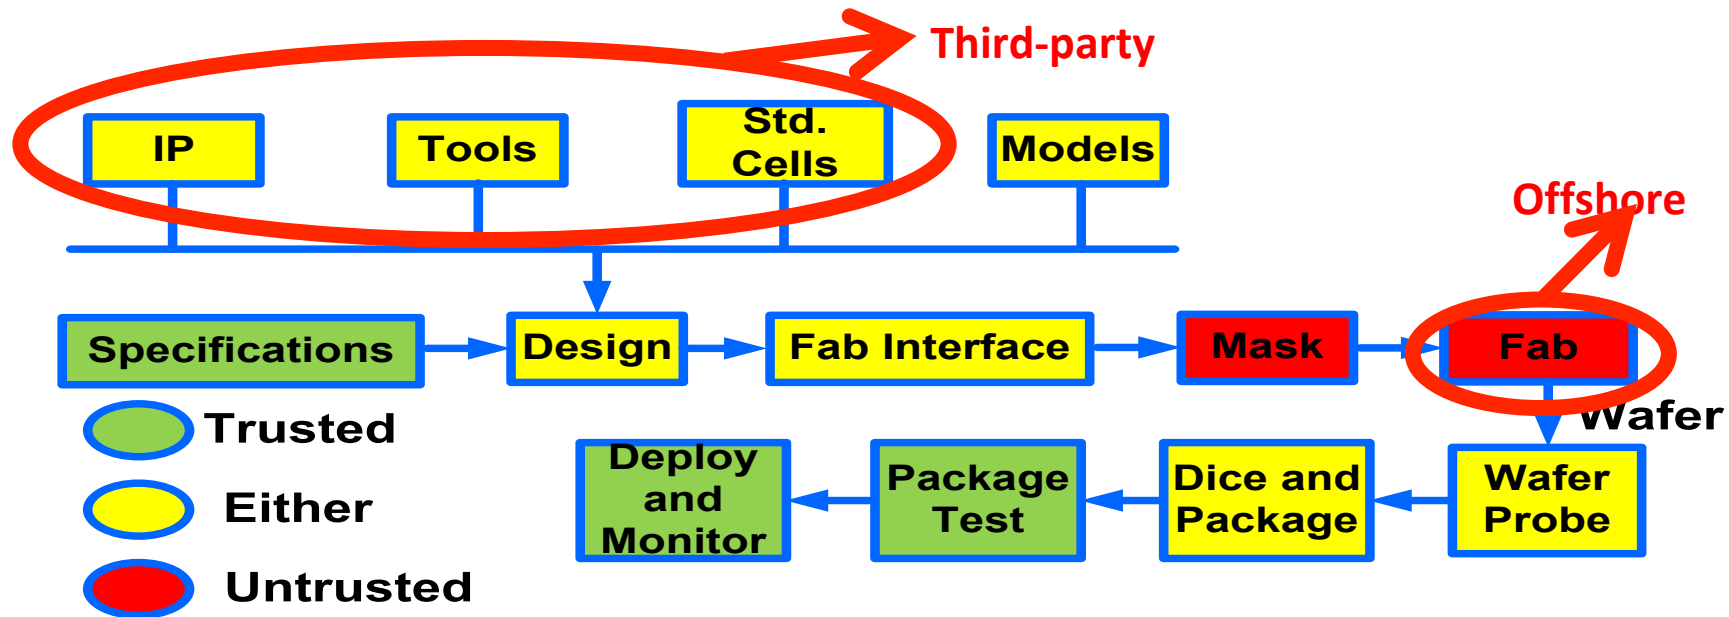 Third-party
IP
Tools
Std.
Cells
Models
Offshore
Specifications
Design
Fab Interface
Mask
Fab
Wafer
Trusted
Either
Untrusted
Deploy
and
Monitor
Package
Test
Dice and
Package
Wafer
Probe